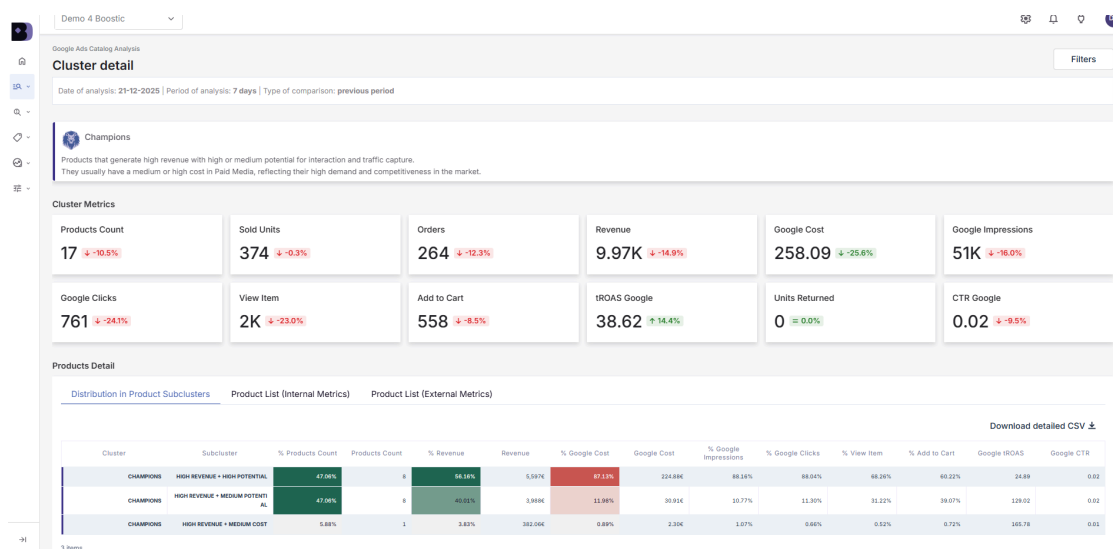 Demo 4 Boostic
Google Ads Catalog Analysis
Cluster detail
Filters
Date of analysis: 21-12-2025 | Period of analysis: 7 days | Type of comparison: previous period
Champions
Products that generate high revenue with high or medium potential for interaction and traffic capture.
They usually have a medium or high cost in Paid Media, reflecting their high demand and competitiveness in the market.
Cluster Metrics
Products Count
17 ↓ -10.5%
Sold Units
374 ↓ -0.3%
Orders
264 ↓ -12.3%
Revenue
9.97K ↓ -14.9%
Google Cost
258.09 ↓ -25.6%
Google Impressions
51K ↓ -16.0%
Google Clicks
761 ↓ -24.1%
View Item
2K ↓ -23.0%
Add to Cart
558 ↓ -8.5%
tROAS Google
38.62 ↑ 14.4%
Units Returned
0 = 0.0%
CTR Google
0.02 ↓ -9.5%
Products Detail
Distribution in Product Subclusters Product List (Internal Metrics) Product List (External Metrics)
Download detailed CSV
Cluster Subcluster % Products Count Products Count % Revenue Revenue % Google Cost Google Cost % Google Impressions % Google Clicks % View Item % Add to Cart Google tROAS Google CTR
CHAMPIONS HIGH REVENUE + HIGH POTENTIAL 47.06% 8 56.16% 5,597€ 87.13% 224.88€ 88.16% 88.04% 68.26% 60.22% 24.89 0.02
CHAMPIONS HIGH REVENUE + MEDIUM POTENTI
AL 47.06% 8 40.01% 3,988€ 11.98% 30.91€ 10.77% 11.30% 31.22% 39.07% 129.02 0.02
CHAMPIONS HIGH REVENUE + MEDIUM COST 5.88% 1 3.83% 382.06€ 0.89% 2.30€ 1.07% 0.66% 0.52% 0.72% 165.78 0.01
3 items